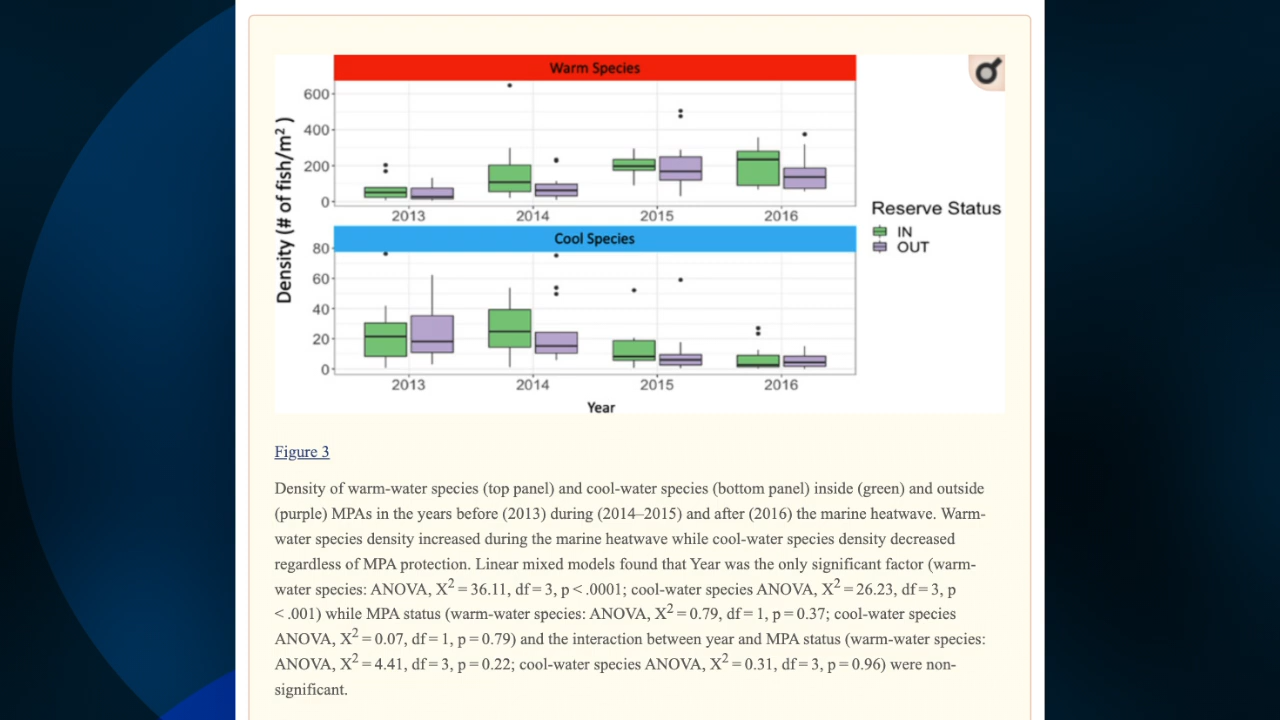 Warm Species
600
400
200
0
2013 2014 2015 2016
Density (# of fish/m²)
Cool Species
80
60
40
20
0
2013 2014 2015 2016
Year
Reserve Status
IN
OUT
Figure 3
Density of warm-water species (top panel) and cool-water species (bottom panel) inside (green) and outside
(purple) MPAs in the years before (2013) during (2014–2015) and after (2016) the marine heatwave. Warm-
water species density increased during the marine heatwave while cool-water species density decreased
regardless of MPA protection. Linear mixed models found that Year was the only significant factor (warm-
water species: ANOVA, X² = 36.11, df = 3, p < .0001; cool-water species ANOVA, X² = 26.23, df = 3, p
< .001) while MPA status (warm-water species: ANOVA, X² = 0.79, df = 1, p = 0.37; cool-water species
ANOVA, X² = 0.07, df = 1, p = 0.79) and the interaction between year and MPA status (warm-water species:
ANOVA, X² = 4.41, df = 3, p = 0.22; cool-water species ANOVA, X² = 0.31, df = 3, p = 0.96) were non-
significant.